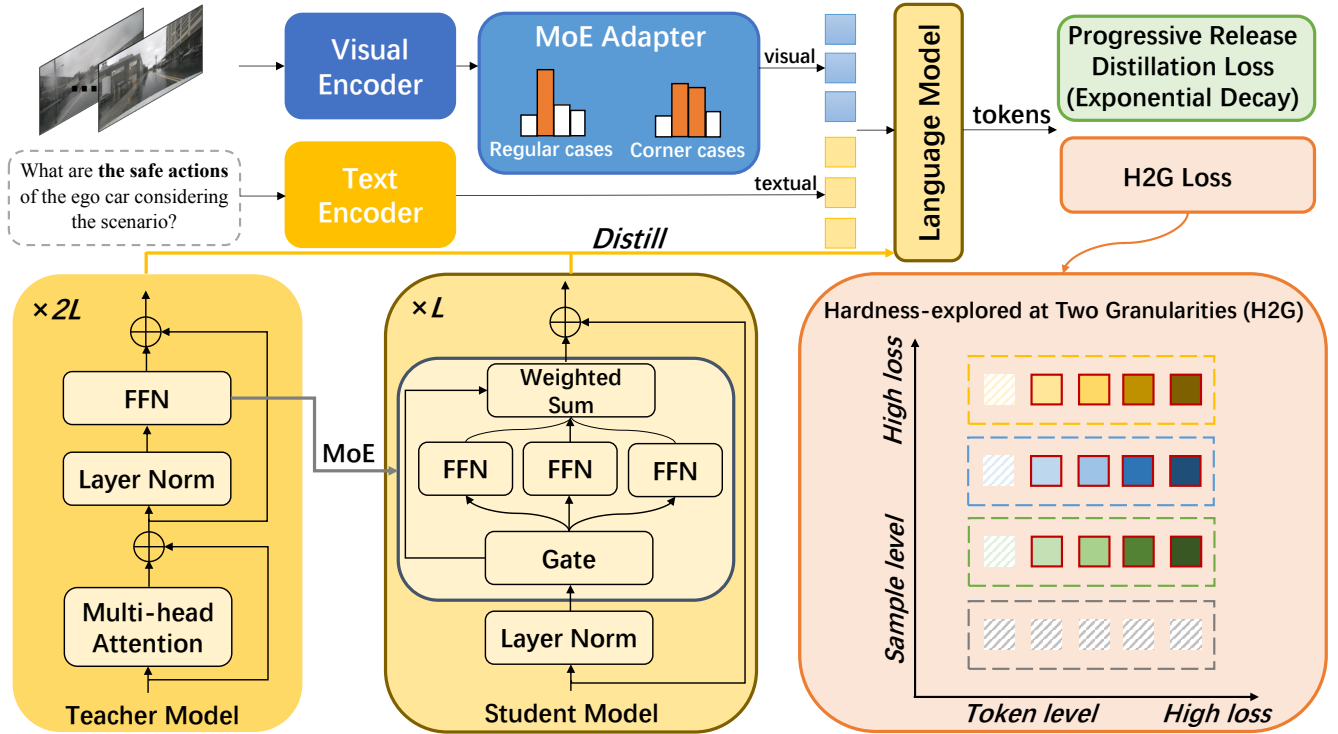 Visual
Encoder
MoE Adapter
Regular cases
Corner cases
visual
Language Model
tokens
Progressive Release
Distillation Loss
(Exponential Decay)
What are the safe actions
of the ego car considering
the scenario?
Text
Encoder
textual
H2G Loss
Distill
×2L
FFN
Layer Norm
Multi-head
Attention
Teacher Model
MoE
×L
Weighted
Sum
FFN
FFN
FFN
Gate
Layer Norm
Student Model
Hardness-explored at Two Granularities (H2G)
High loss
Sample level
Token level
High loss